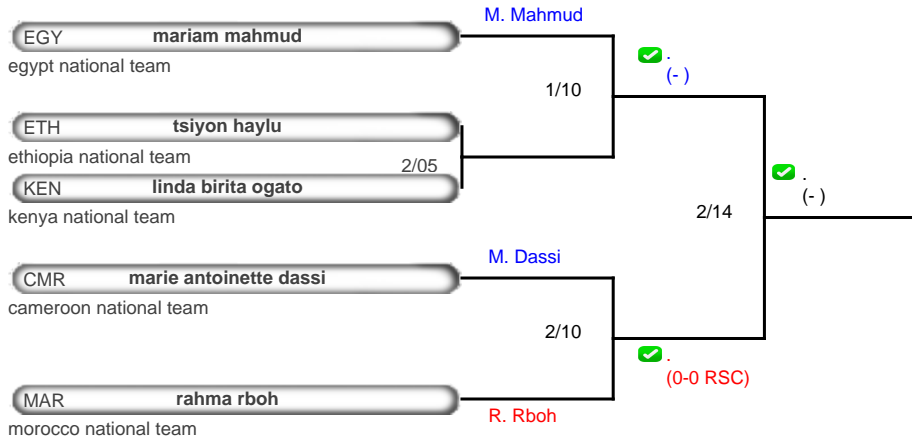 M. Mahmud
EGY mariam mahmud
egypt national team
.
(- )
1/10
ETH tsiyon haylu
ethiopia national team
2/05
KEN linda birita ogato
kenya national team
.
(- )
2/14
M. Dassi
CMR marie antoinette dassi
cameroon national team
2/10
.
(0-0 RSC)
MAR rahma rboh
R. Rboh
morocco national team